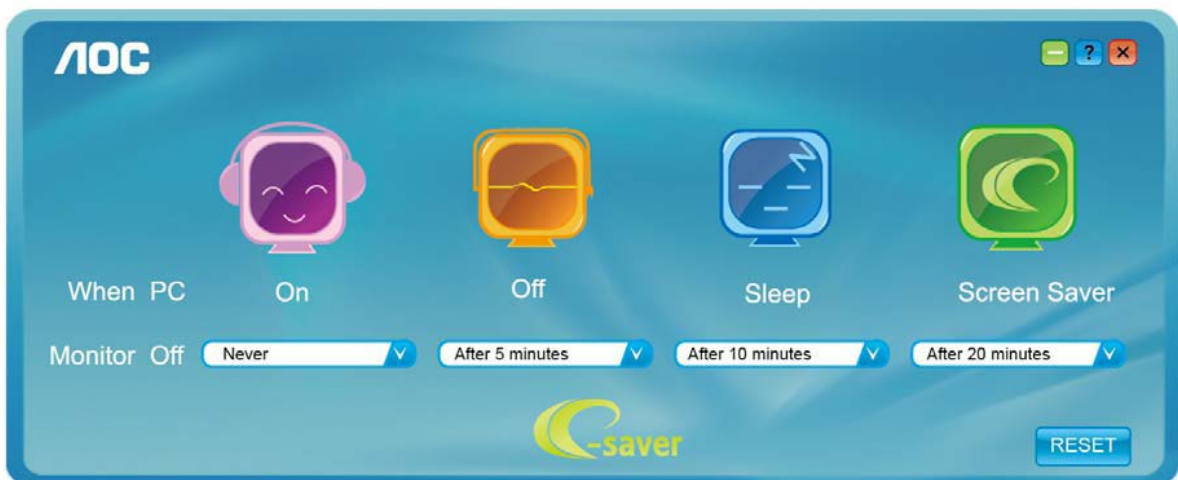 AOC
?
When PC On Off Sleep Screen Saver
Monitor Off Never After 5 minutes After 10 minutes After 20 minutes
e-saver
RESET